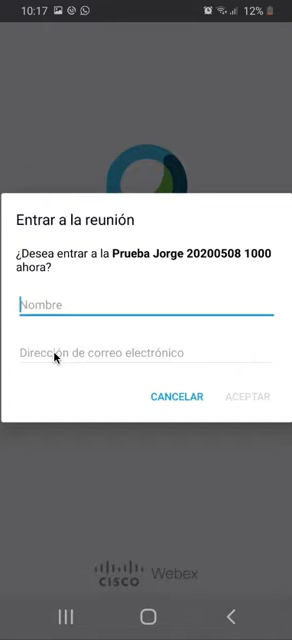 10:17
12%
Entrar a la reunión
¿Desea entrar a la Prueba Jorge 20200508 1000
ahora?
Nombre
Dirección de correo electrónico
CANCELAR ACEPTAR
CISCO Webex